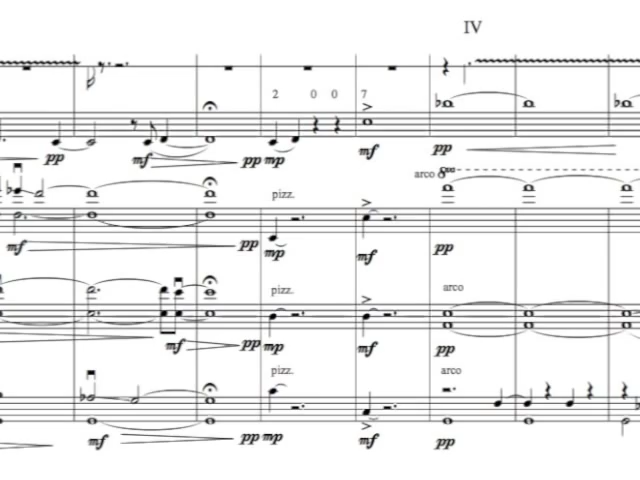 IV
2 0 0 7
pp mf pp mp mf pp
pizz. arco 8va
mf pp mp mf pp
pizz. arco
mf pp mp mf pp
pizz. arco
mf pp mp mf pp